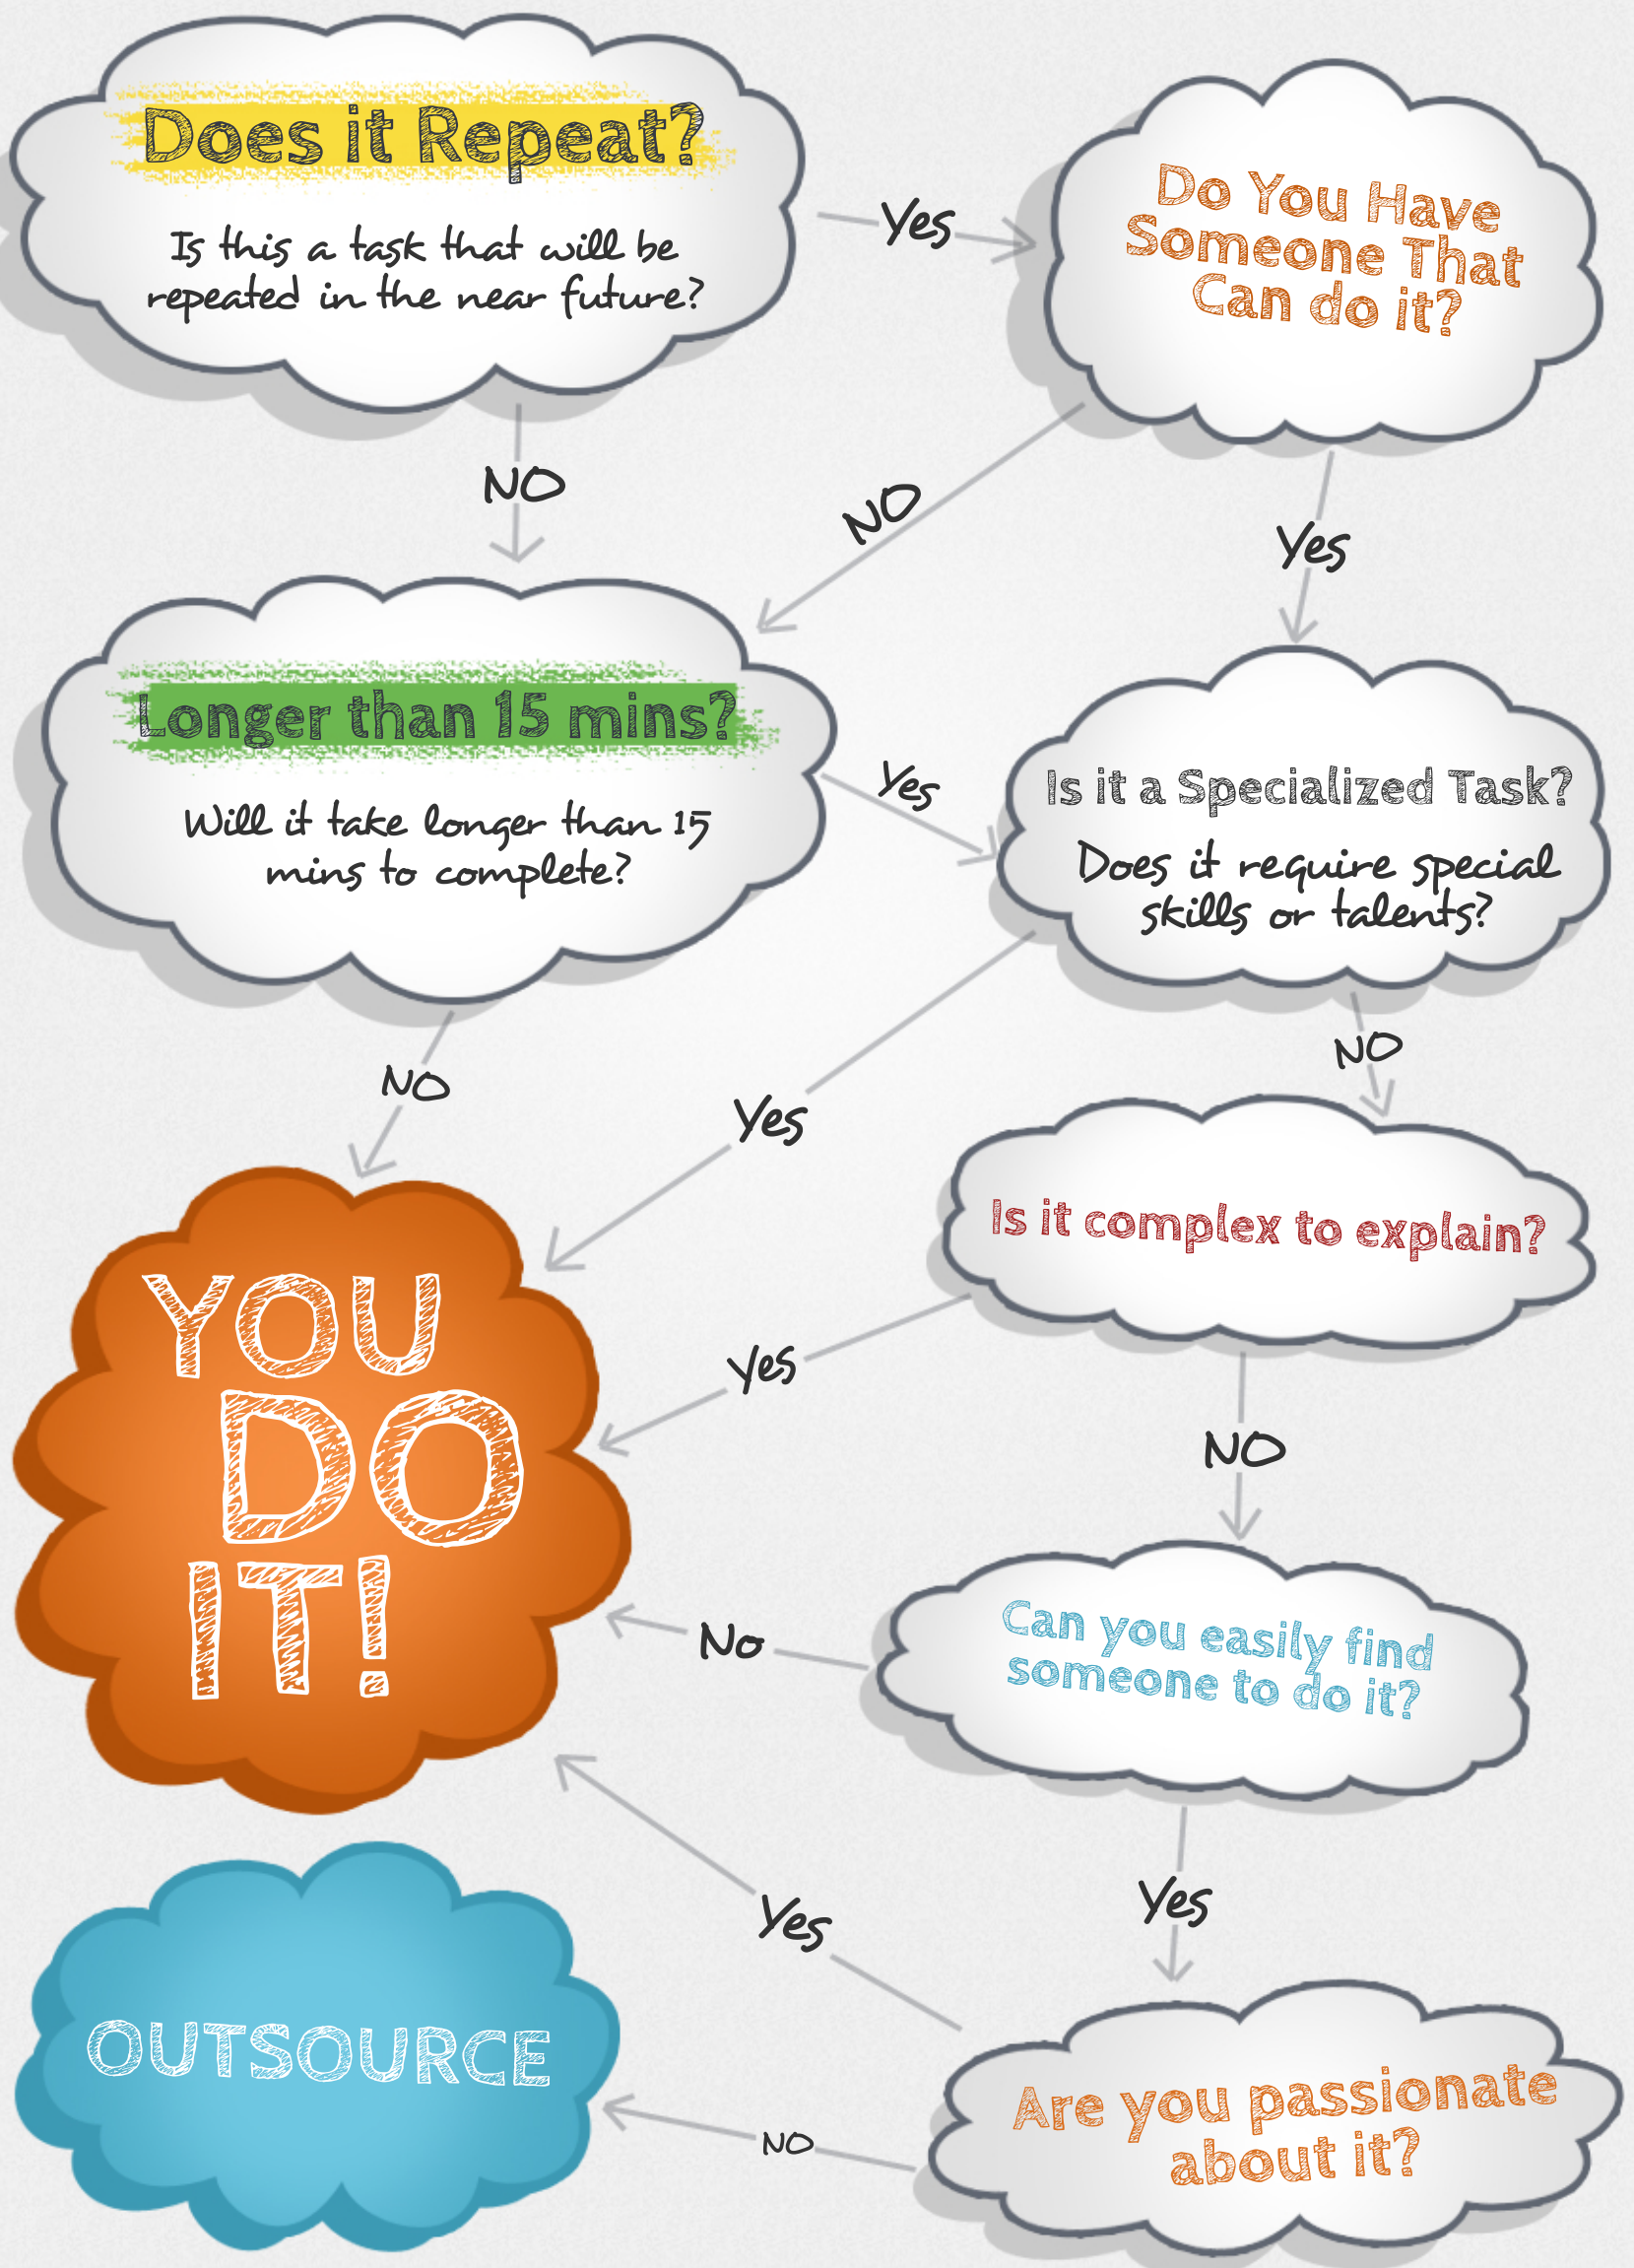 Does it Repeat?
Is this a task that will be
repeated in the near future?
Yes
Do You Have
Someone That
Can do it?
NO
NO
Yes
Longer than 15 mins?
Will it take longer than 15
mins to complete?
Yes
Is it a Specialized Task?
Does it require special
skills or talents?
NO
Yes
NO
Is it complex to explain?
YOU
DO
IT!
Yes
NO
Can you easily find
someone to do it?
No
Yes
Yes
OUTSOURCE
NO
Are you passionate
about it?